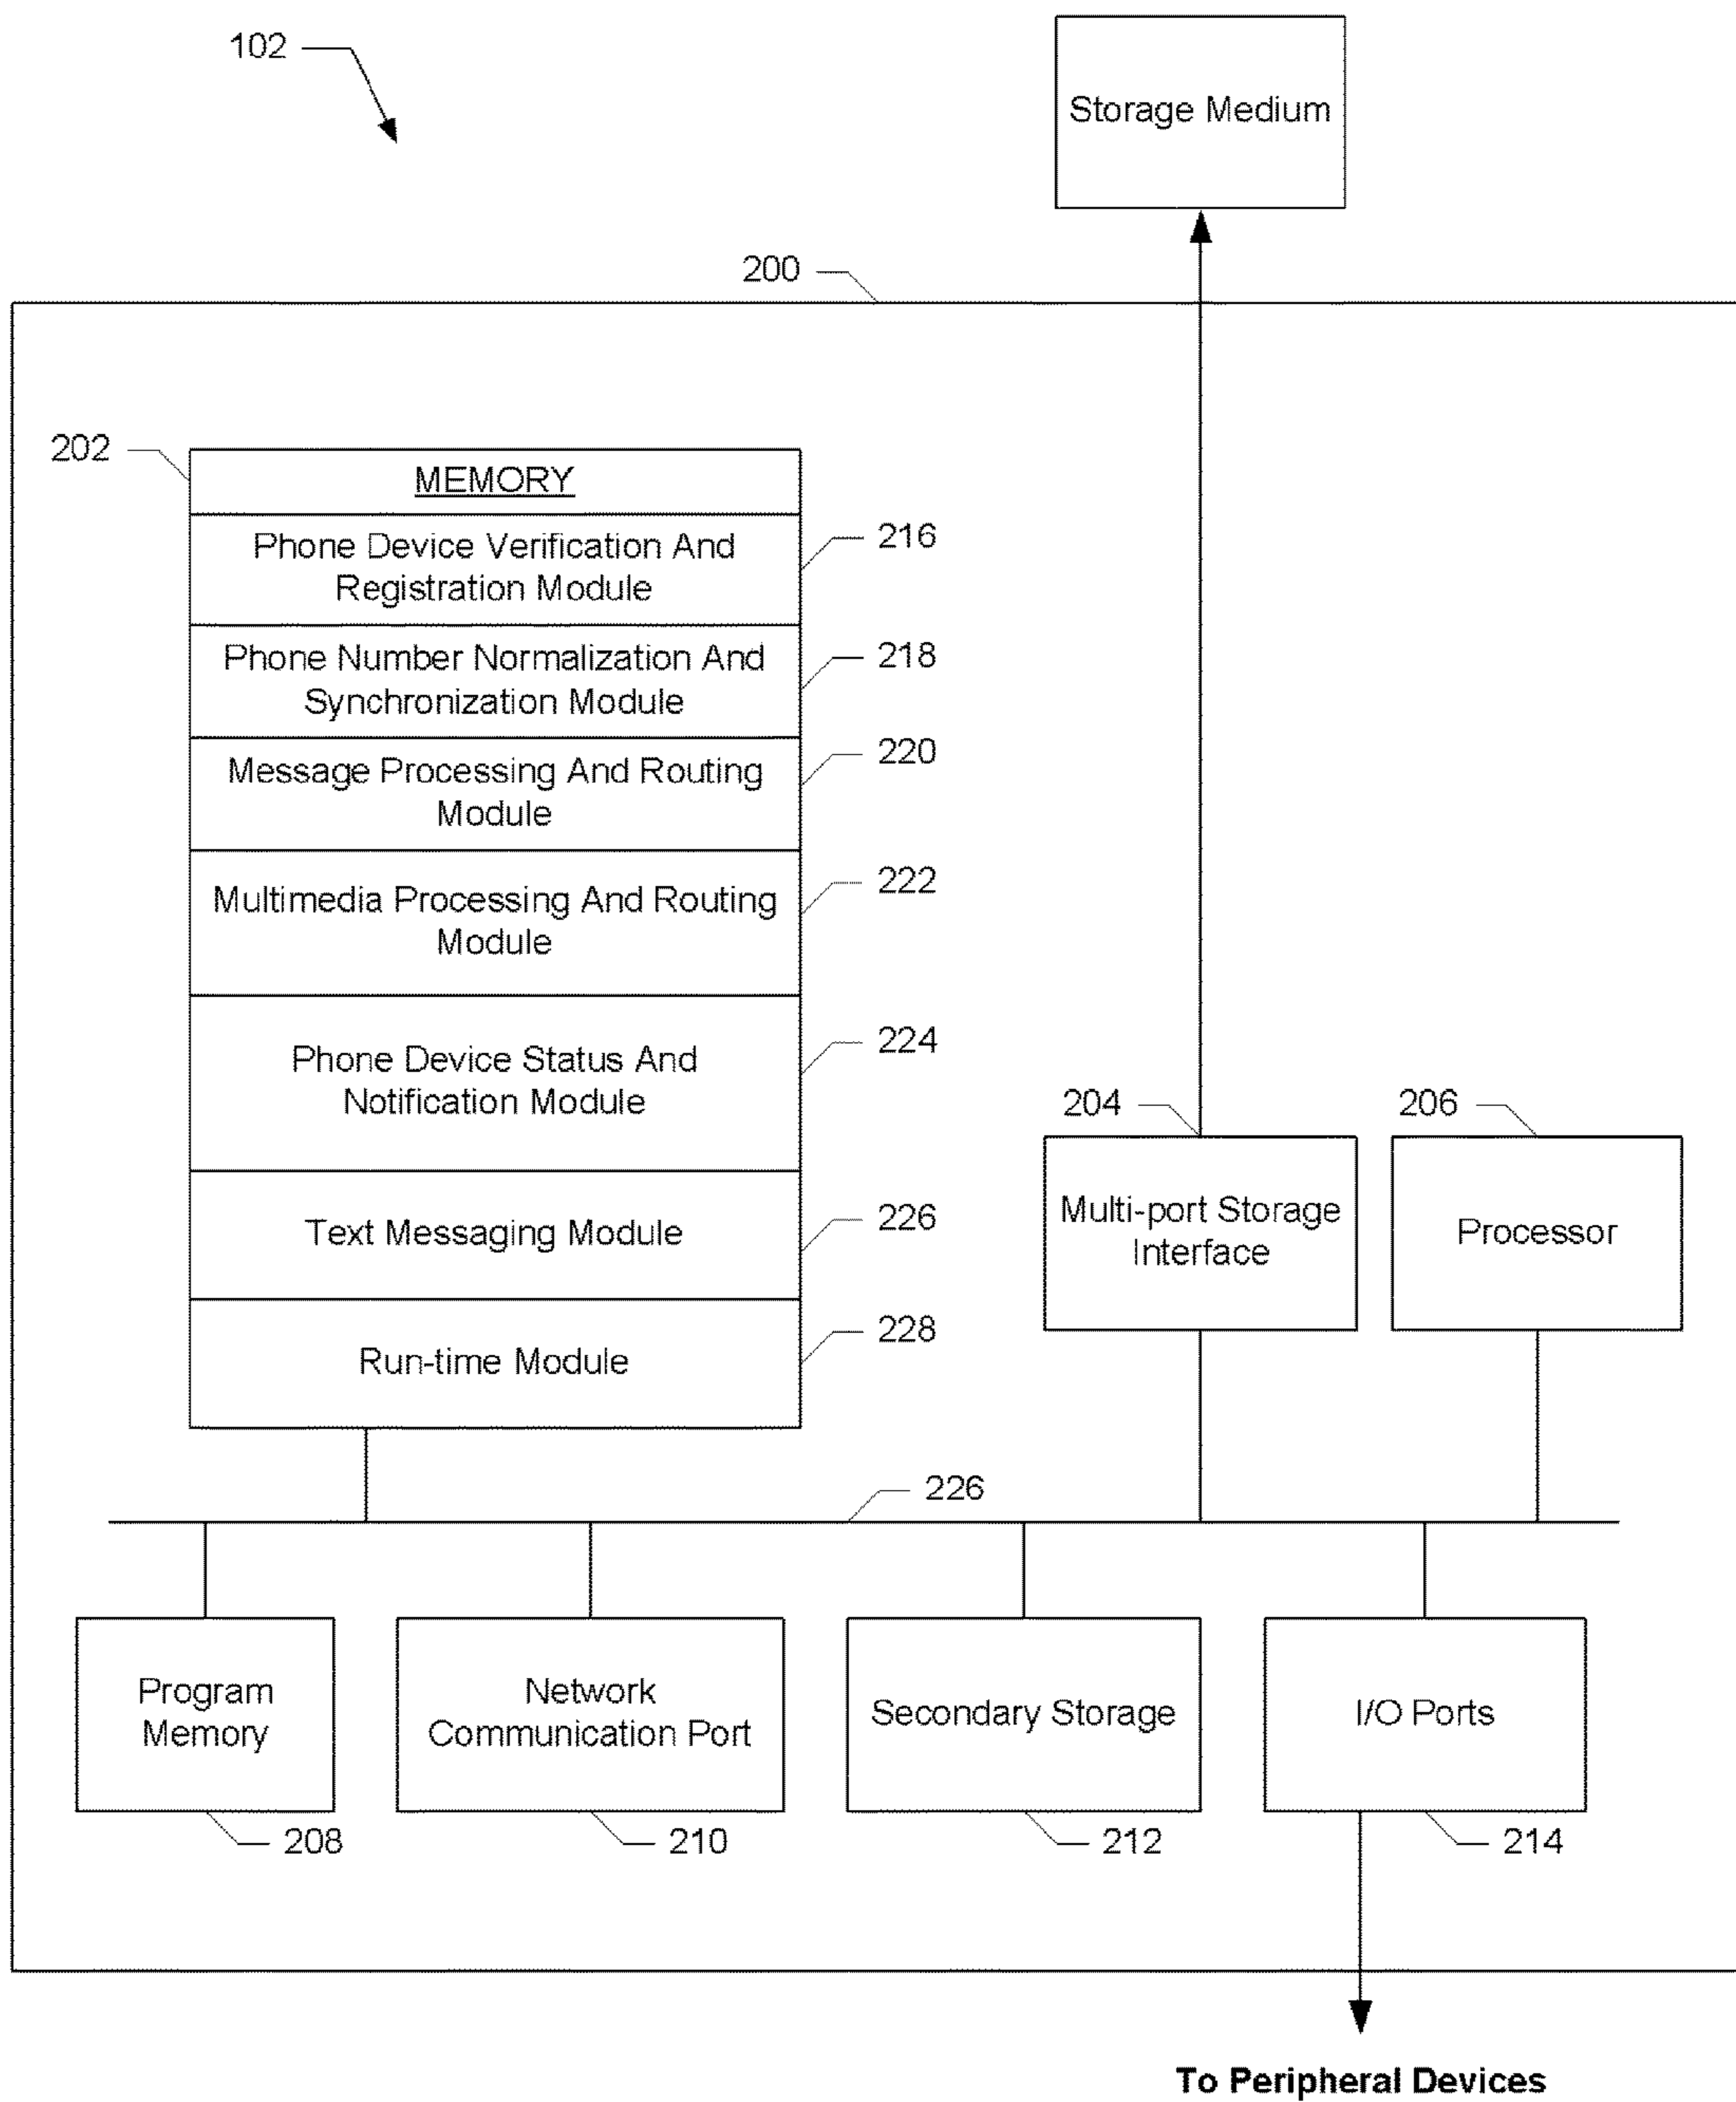 102
Storage Medium
200
202
MEMORY
Phone Device Verification And
Registration Module
216
Phone Number Normalization And
Synchronization Module
218
Message Processing And Routing
Module
220
Multimedia Processing And Routing
Module
222
Phone Device Status And
Notification Module
224
Text Messaging Module
226
Run-time Module
228
204
Multi-port Storage
Interface
206
Processor
226
Program
Memory
208
Network
Communication Port
210
Secondary Storage
212
I/O Ports
214
To Peripheral Devices